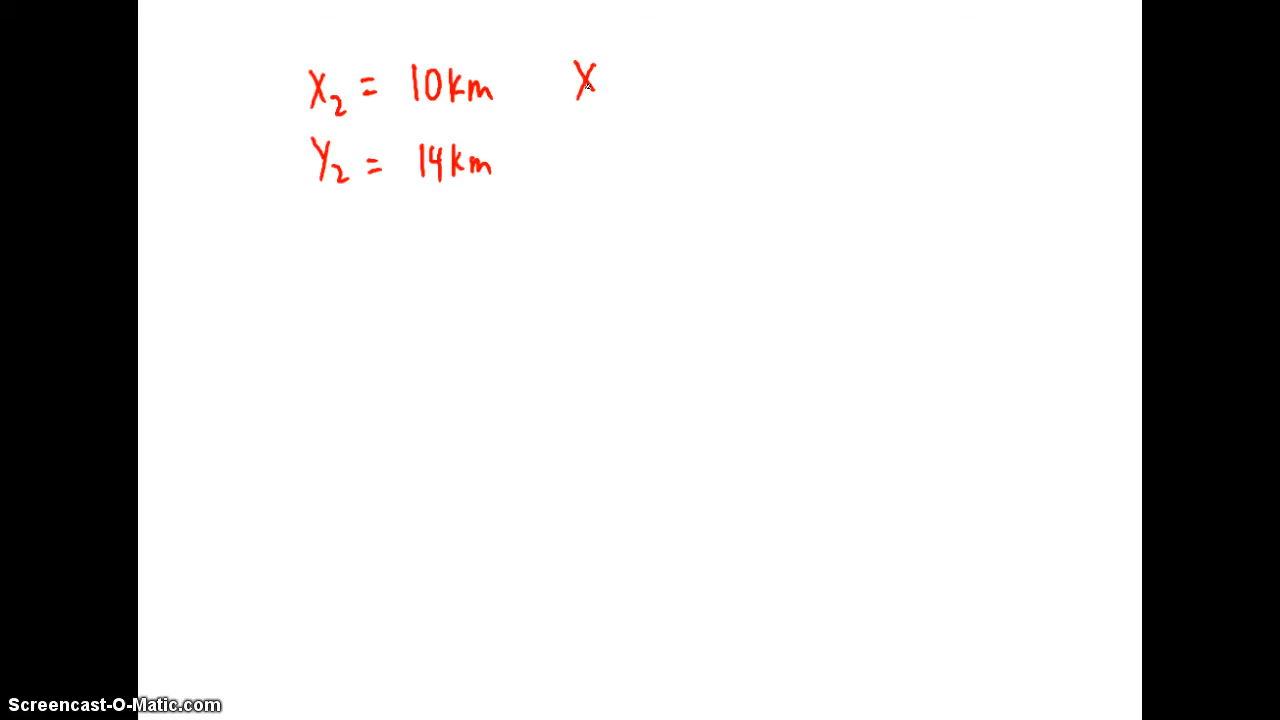 X₂ = 10km X
Y₂ = 14km
Screencast-O-Matic.com